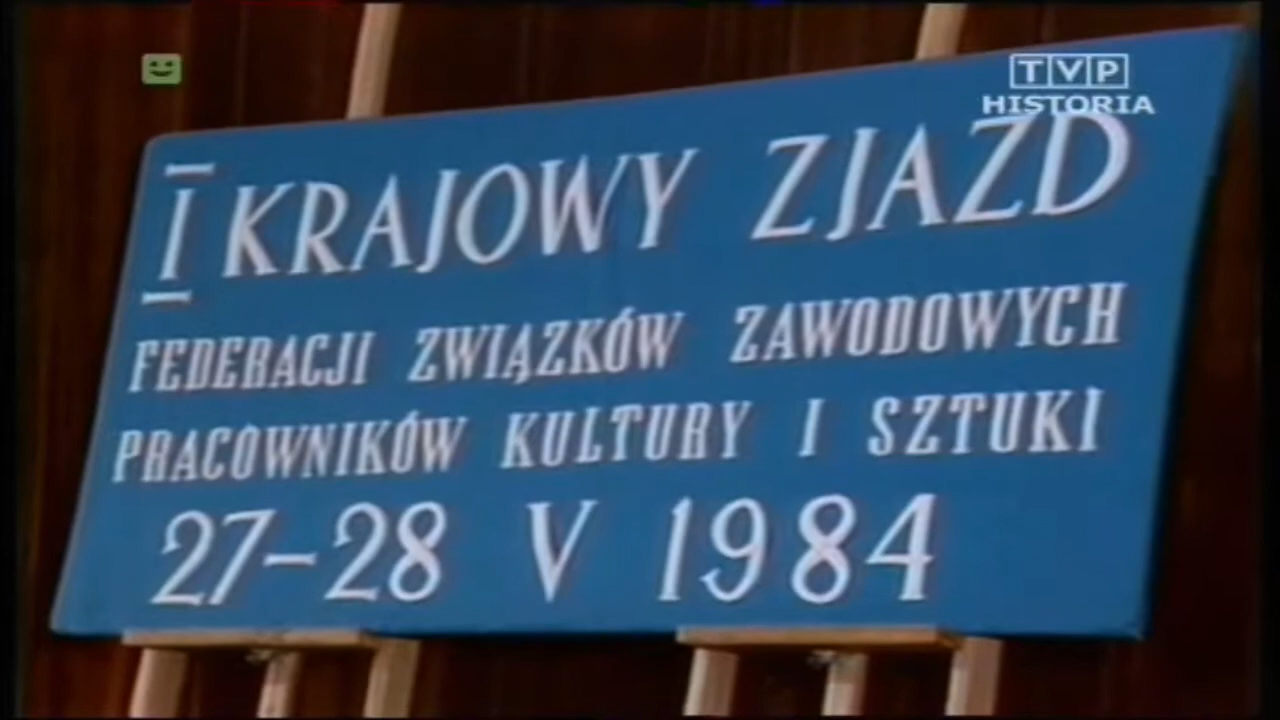 TVP
HISTORIA
I KRAJOWY ZJAZD
FEDERACJI ZWIĄZKÓW ZAWODOWYCH
PRACOWNIKÓW KULTURY I SZTUKI
27-28 V 1984